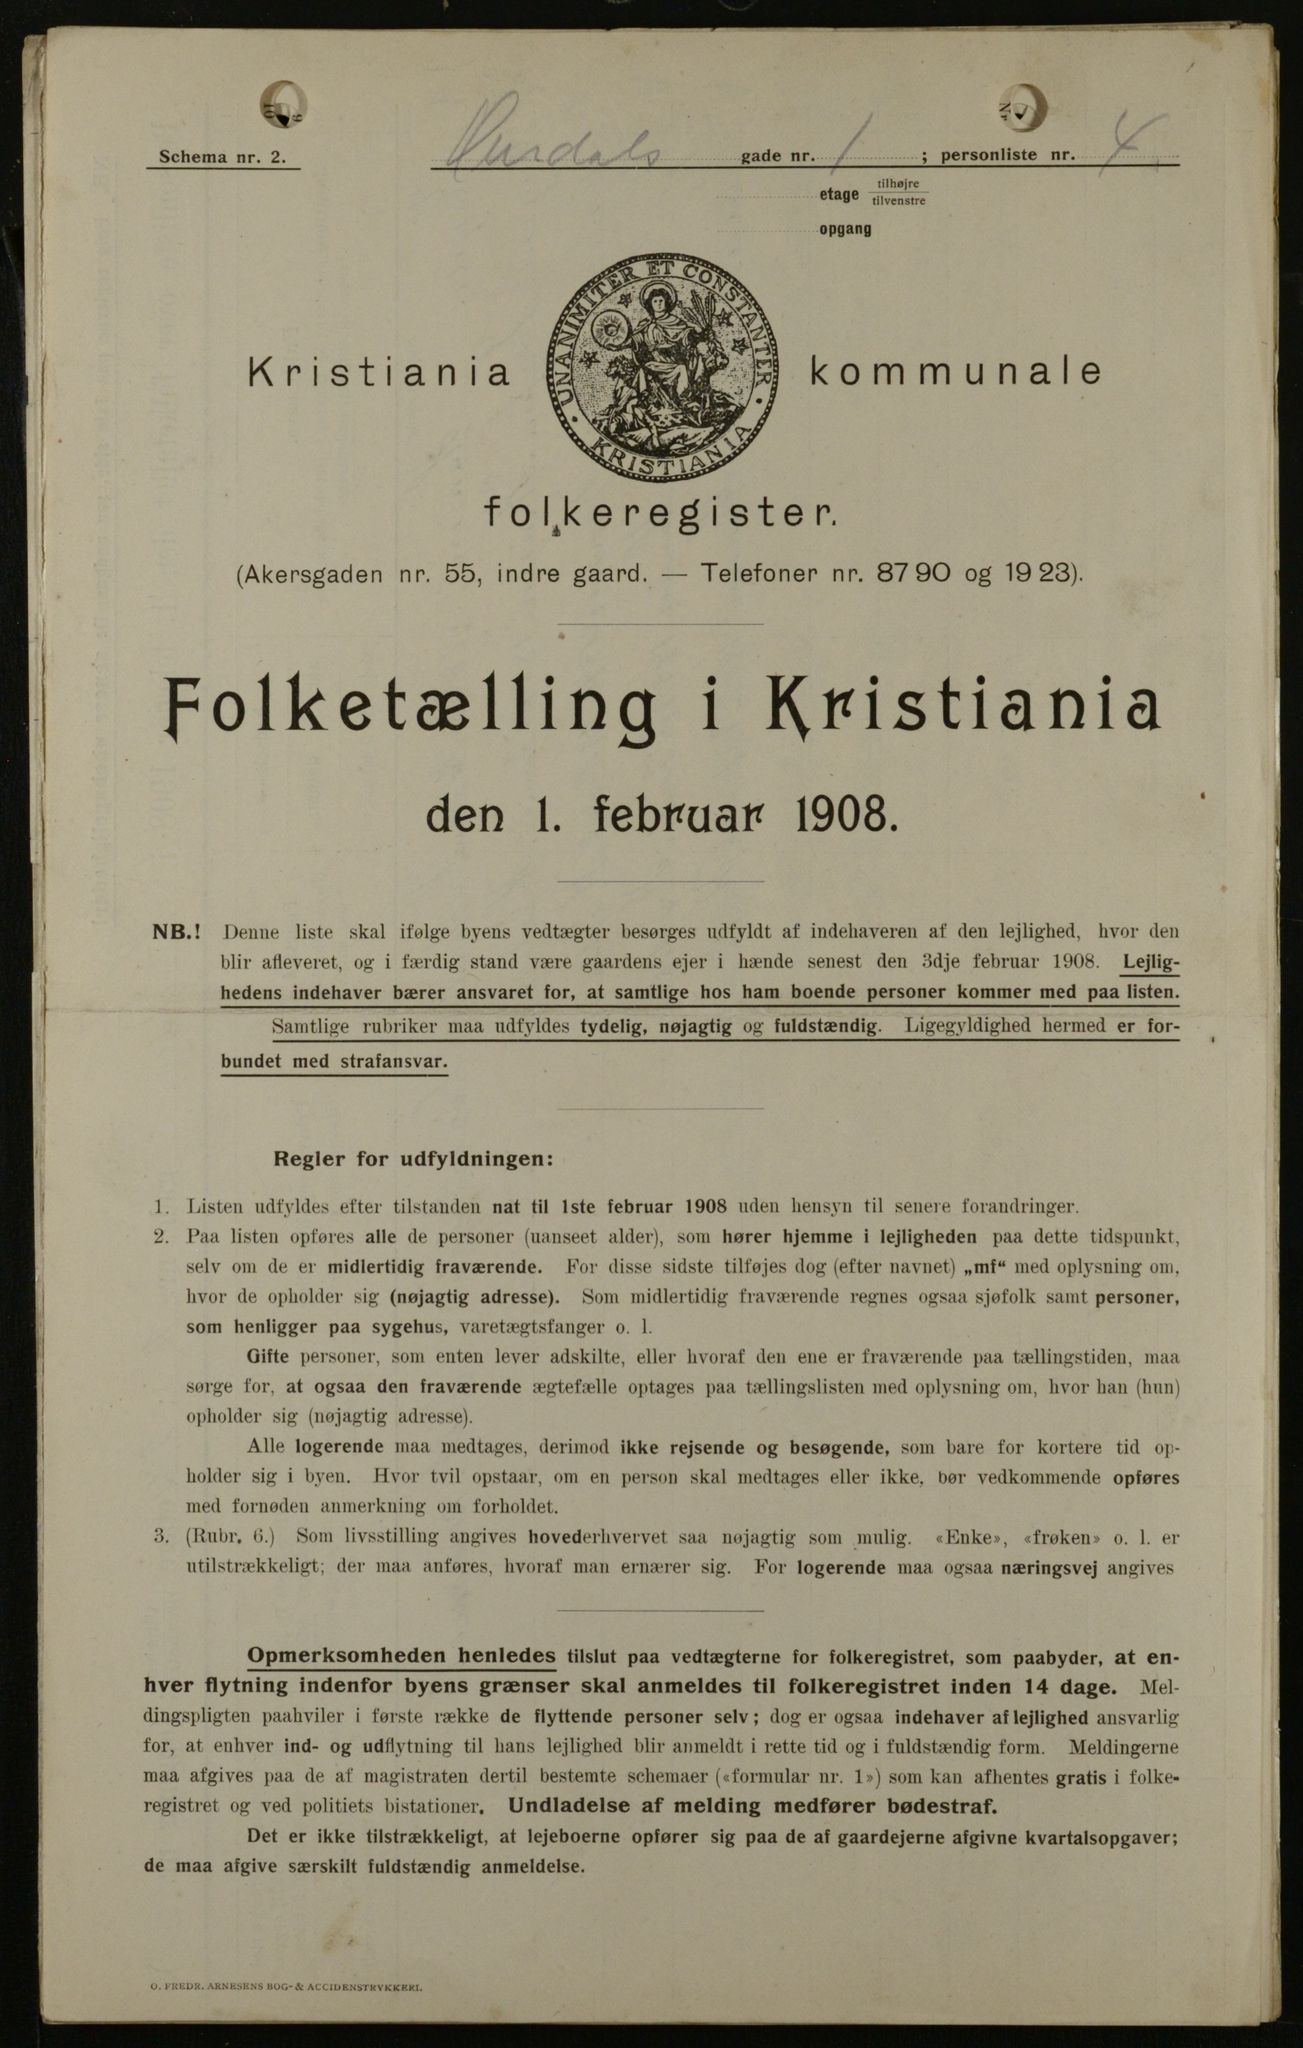 Schema nr. 2.
Hurdals gade nr. 1 ; personliste nr. 4
etage tilhøjre
tilvenstre
opgang
UNANIMITER ET CONSTANTER
KRISTIANIA
Kristiania kommunale
folkeregister.
(Akersgaden nr. 55, indre gaard. — Telefoner nr. 8790 og 1923).
Folketælling i Kristiania
den 1. februar 1908.
NB.! Denne liste skal ifølge byens vedtægter besørges udfyldt af indehaveren af den lejlighed, hvor den
blir afleveret, og i færdig stand være gaardens ejer i hænde senest den 3dje februar 1908. Lejlig-
hedens indehaver bærer ansvaret for, at samtlige hos ham boende personer kommer med paa listen.
Samtlige rubriker maa udfyldes tydelig, nøjagtig og fuldstændig. Ligegyldighed hermed er for-
bundet med strafansvar.
Regler for udfyldningen:
1. Listen udfyldes efter tilstanden nat til 1ste februar 1908 uden hensyn til senere forandringer.
2. Paa listen opføres alle de personer (uanseet alder), som hører hjemme i lejligheden paa dette tidspunkt,
selv om de er midlertidig fraværende. For disse sidste tilføjes dog (efter navnet) „mf“ med oplysning om,
hvor de opholder sig (nøjagtig adresse). Som midlertidig fraværende regnes ogsaa sjøfolk samt personer,
som henligger paa sygehus, varetægtsfanger o. l.
Gifte personer, som enten lever adskilte, eller hvoraf den ene er fraværende paa tællingstiden, maa
sørge for, at ogsaa den fraværende ægtefælle optages paa tællingslisten med oplysning om, hvor han (hun)
opholder sig (nøjagtig adresse).
Alle logerende maa medtages, derimod ikke rejsende og besøgende, som bare for kortere tid op-
holder sig i byen. Hvor tvil opstaar, om en person skal medtages eller ikke, bør vedkommende opføres
med fornøden anmerkning om forholdet.
3. (Rubr. 6.) Som livsstilling angives hovederhvervet saa nøjagtig som mulig. «Enke», «frøken» o. l. er
utilstrækkeligt; der maa anføres, hvoraf man ernærer sig. For logerende maa ogsaa næringsvej angives
Opmerksomheden henledes tilslut paa vedtægterne for folkeregistret, som paabyder, at en-
hver flytning indenfor byens grænser skal anmeldes til folkeregistret inden 14 dage. Mel-
dingspligten paahviler i første række de flyttende personer selv; dog er ogsaa indehaver af lejlighed ansvarlig
for, at enhver ind- og udflytning til hans lejlighed blir anmeldt i rette tid og i fuldstændig form. Meldingerne
maa afgives paa de af magistraten dertil bestemte schemaer («formular nr. 1») som kan afhentes gratis i folke-
registret og ved politiets bistationer. Undladelse af melding medfører bødestraf.
Det er ikke tilstrækkeligt, at lejeboerne opfører sig paa de af gaardejerne afgivne kvartalsopgaver;
de maa afgive særskilt fuldstændig anmeldelse.
O. FREDR. ARNESENS BOG- & ACCIDENSTRYKKERI.